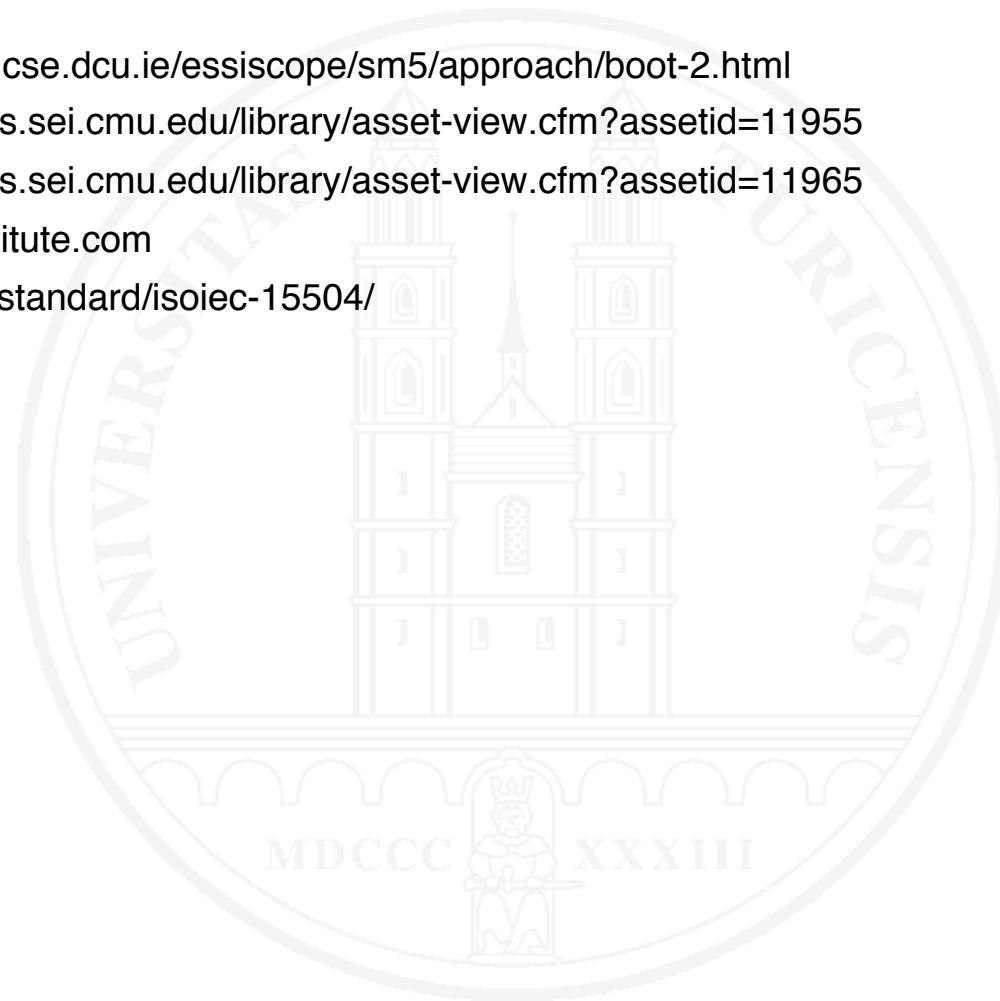 cse.dcu.ie/essiscope/sm5/approach/boot-2.html
s.sei.cmu.edu/library/asset-view.cfm?assetid=11955
s.sei.cmu.edu/library/asset-view.cfm?assetid=11965
itute.com
standard/isoiec-15504/
UNIVERSITAS TURICENSIS
MDCCC XXXIII